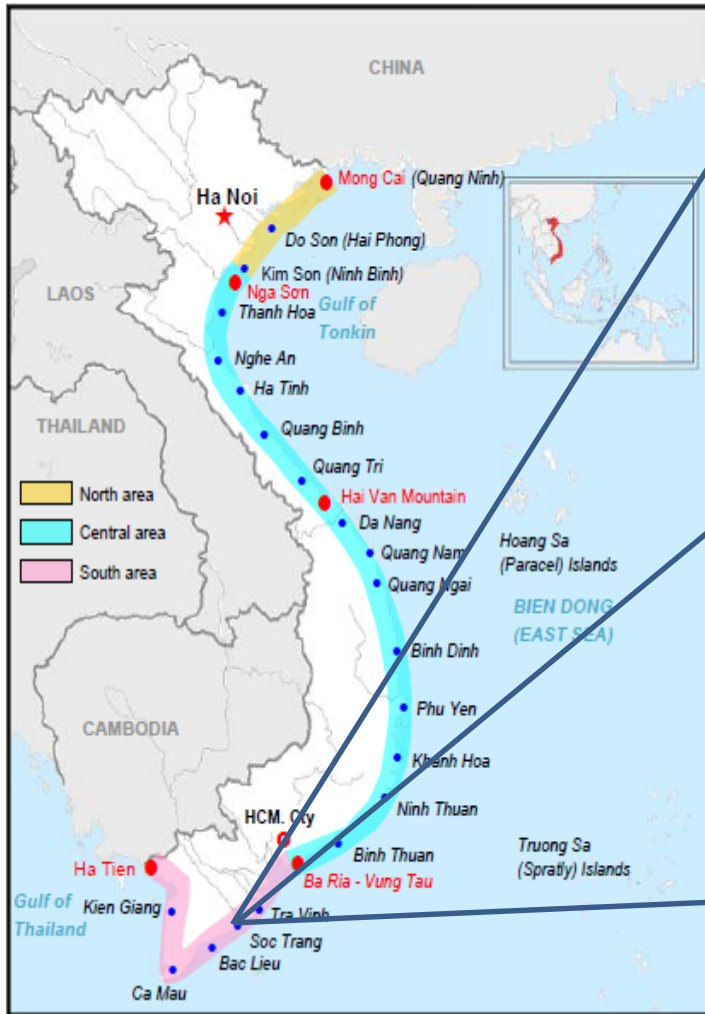 CHINA
Mong Cai (Quang Ninh)
Ha Noi
Do Son (Hai Phong)
Kim Son (Ninh Binh)
LAOS
Nga Sơn
Gulf of
Tonkin
Thanh Hoa
Nghe An
Ha Tinh
THAILAND
Quang Binh
Quang Tri
North area
Hai Van Mountain
Central area
Da Nang
Hoang Sa
(Paracel) Islands
Quang Nam
South area
Quang Ngai
BIEN DONG
(EAST SEA)
Binh Dinh
Phu Yen
CAMBODIA
Khanh Hoa
Ninh Thuan
HCM. Cty
Binh Thuan
Truong Sa
(Spratly) Islands
Ha Tien
Ba Ria - Vung Tau
Gulf of
Thailand
Kien Giang
Tra Vinh
Soc Trang
Bac Lieu
Ca Mau